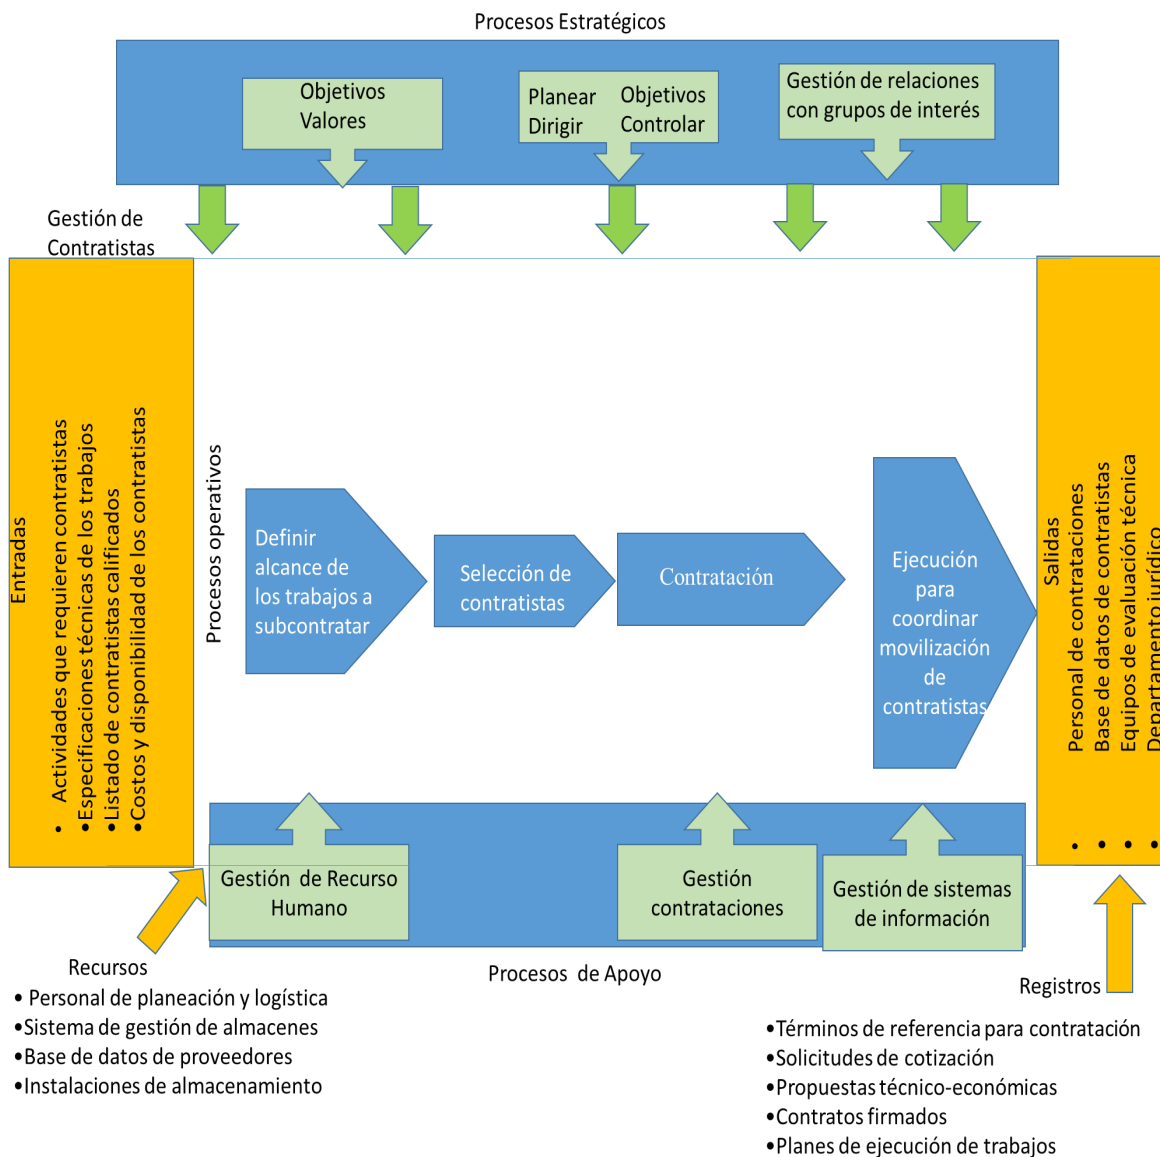 Procesos Estratégicos
Objetivos
Valores
Planear
Dirigir
Objetivos
Controlar
Gestión de relaciones
con grupos de interés
Gestión de
Contratistas
Entradas
• Actividades que requieren contratistas
•Especificaciones técnicas de los trabajos
•Listado de contratistas calificados
•Costos y disponibilidad de los contratistas
Procesos operativos
Definir
alcance de
los trabajos a
subcontratar
Selección de
contratistas
Contratación
Ejecución
para
coordinar
movilización
de
contratistas
Salidas
• Personal de contrataciones
• Base de datos de contratistas
• Equipos de evaluación técnica
• Departamento jurídico
Gestión de Recurso
Humano
Gestión
contrataciones
Gestión de sistemas
de información
Procesos de Apoyo
Recursos
• Personal de planeación y logística
•Sistema de gestión de almacenes
•Base de datos de proveedores
•Instalaciones de almacenamiento
Registros
•Términos de referencia para contratación
•Solicitudes de cotización
•Propuestas técnico-económicas
•Contratos firmados
•Planes de ejecución de trabajos